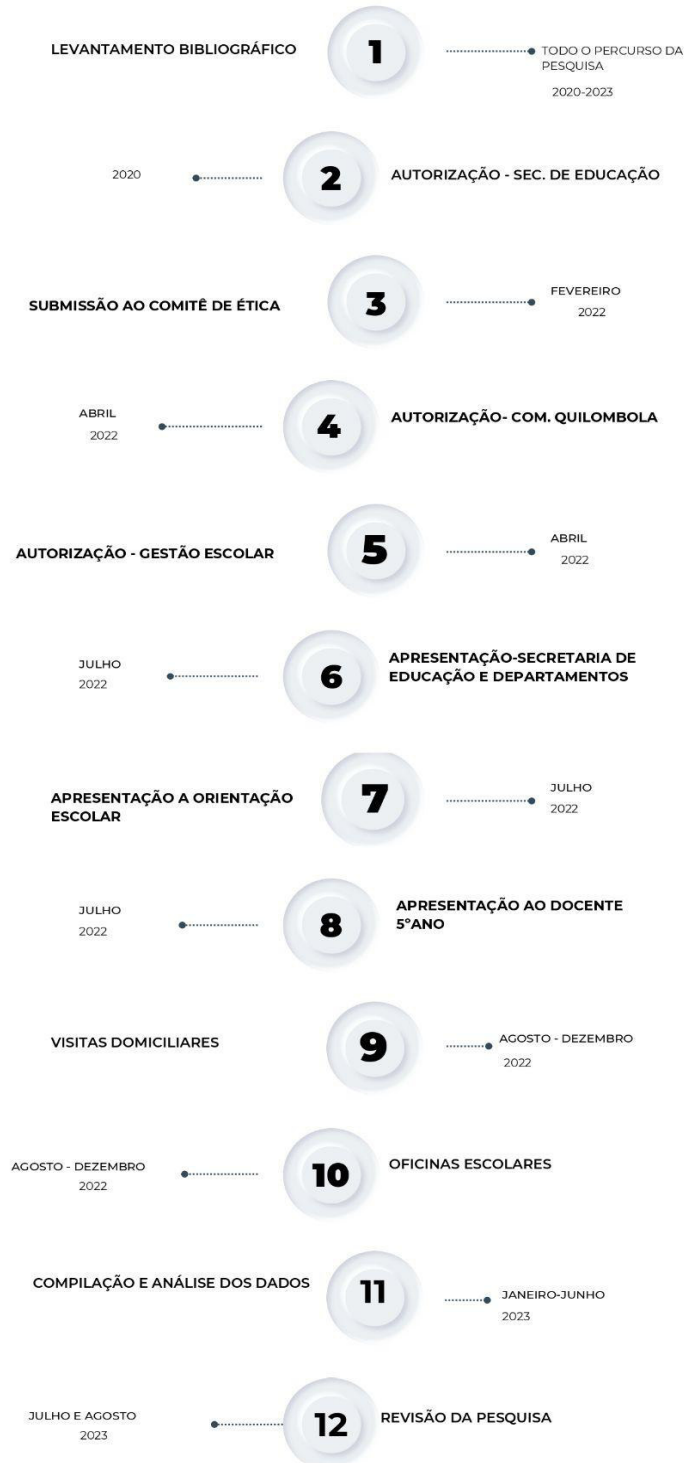 LEVANTAMENTO BIBLIOGRÁFICO
1
TODO O PERCURSO DA
PESQUISA
2020-2023
2020
2
AUTORIZAÇÃO - SEC. DE EDUCAÇÃO
SUBMISSÃO AO COMITÊ DE ÉTICA
3
FEVEREIRO
2022
ABRIL
2022
4
AUTORIZAÇÃO- COM. QUILOMBOLA
AUTORIZAÇÃO - GESTÃO ESCOLAR
5
ABRIL
2022
JULHO
2022
6
APRESENTAÇÃO-SECRETARIA DE
EDUCAÇÃO E DEPARTAMENTOS
APRESENTAÇÃO A ORIENTAÇÃO
ESCOLAR
7
JULHO
2022
JULHO
2022
8
APRESENTAÇÃO AO DOCENTE
5ºANO
VISITAS DOMICILIARES
9
AGOSTO - DEZEMBRO
2022
AGOSTO - DEZEMBRO
2022
10
OFICINAS ESCOLARES
COMPILAÇÃO E ANÁLISE DOS DADOS
11
JANEIRO-JUNHO
2023
JULHO E AGOSTO
2023
12
REVISÃO DA PESQUISA